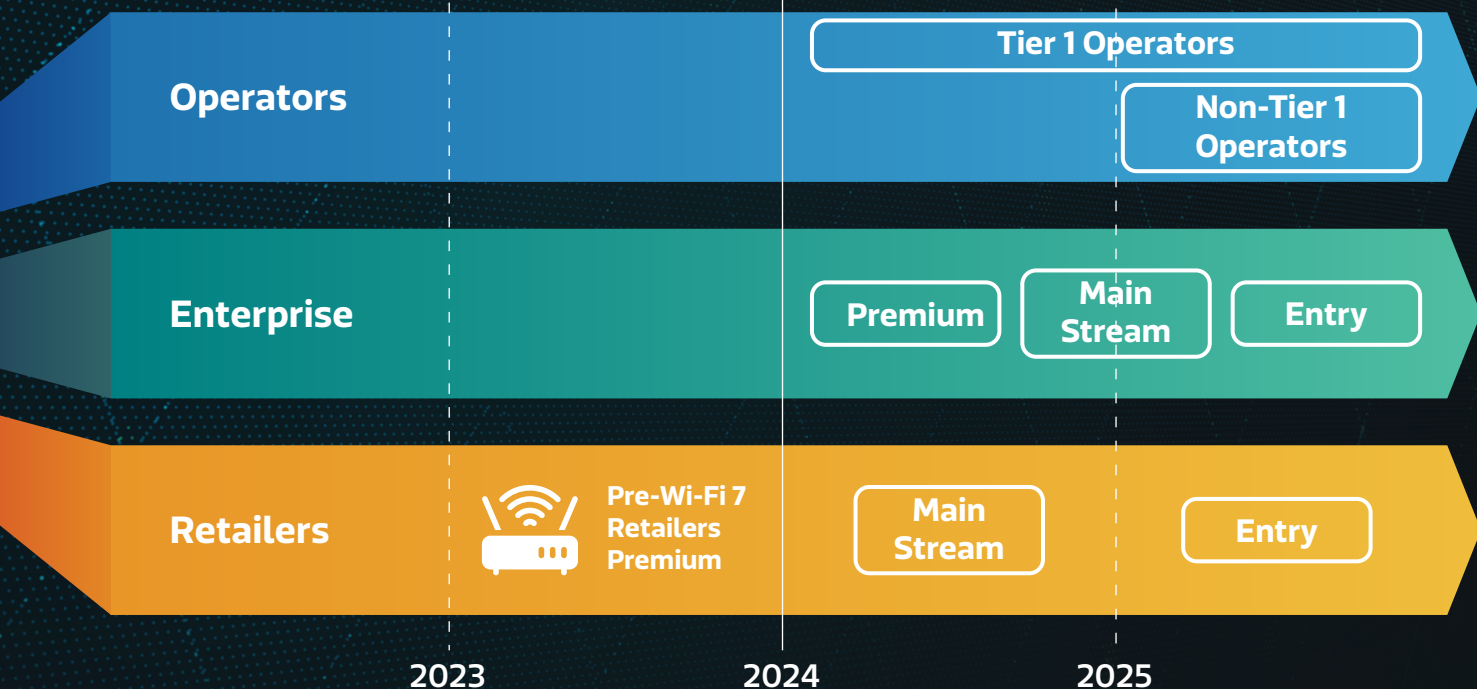 Operators
Tier 1 Operators
Non-Tier 1
Operators
Enterprise
Premium
Main
Stream
Entry
Retailers
Pre-Wi-Fi 7
Retailers
Premium
Main
Stream
Entry
2023
2024
2025